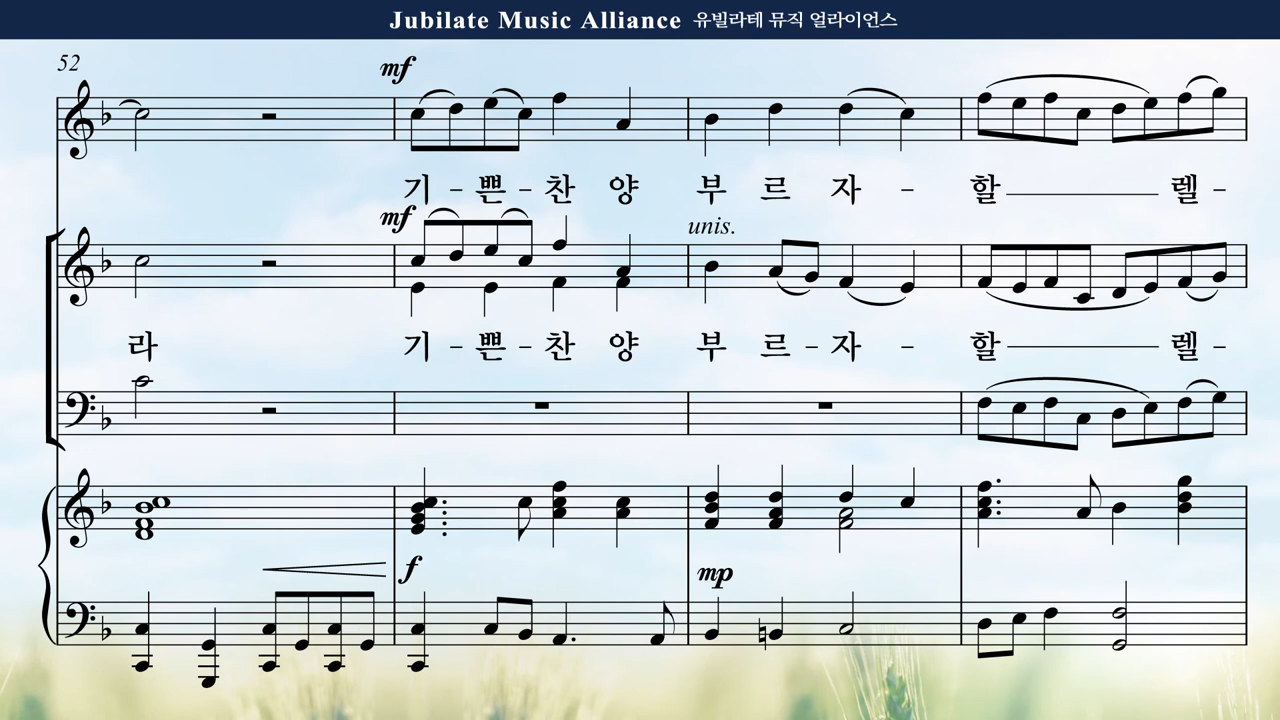 Jubilate Music Alliance 유빌라테 뮤직 얼라이언스
52
mf
기 - 쁜 - 찬 양 부 르 자 - 할 렐 -
mf
unis.
라 기 - 쁜 - 찬 양 부 르 - 자 - 할 렐 -
f
mp